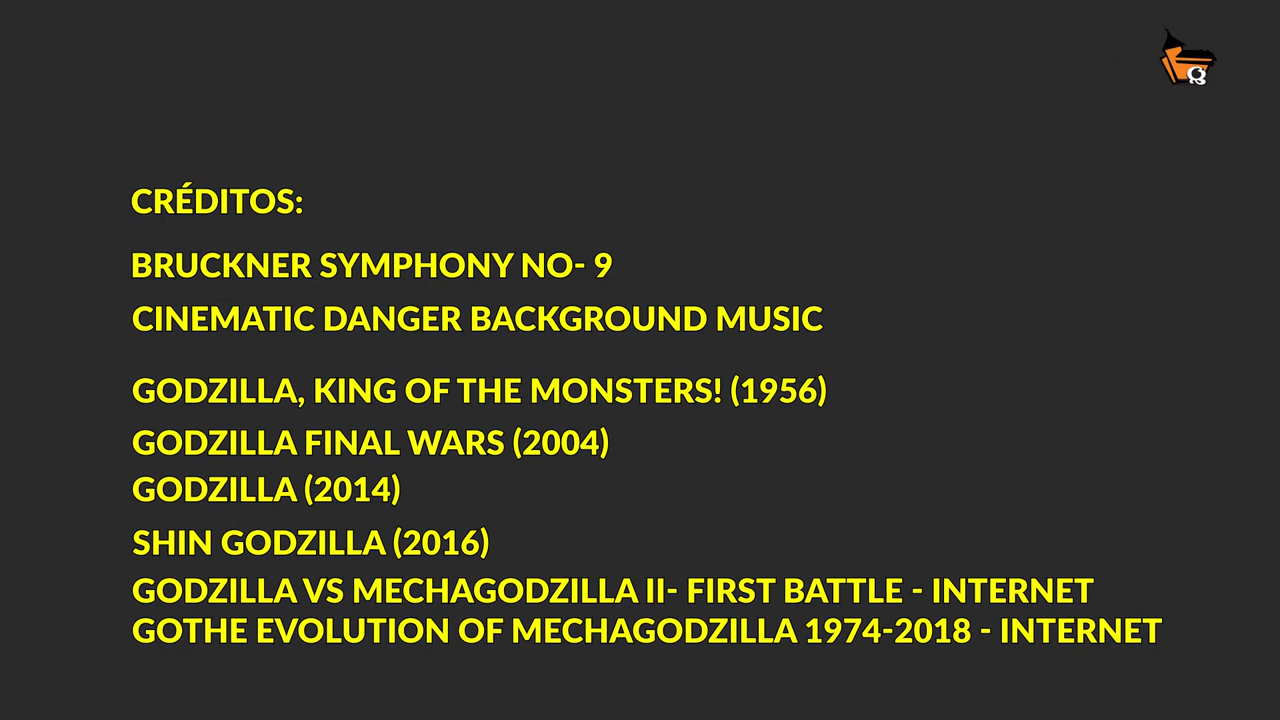 CRÉDITOS:
BRUCKNER SYMPHONY NO- 9
CINEMATIC DANGER BACKGROUND MUSIC
GODZILLA, KING OF THE MONSTERS! (1956)
GODZILLA FINAL WARS (2004)
GODZILLA (2014)
SHIN GODZILLA (2016)
GODZILLA VS MECHAGODZILLA II- FIRST BATTLE - INTERNET
GOTHE EVOLUTION OF MECHAGODZILLA 1974-2018 - INTERNET